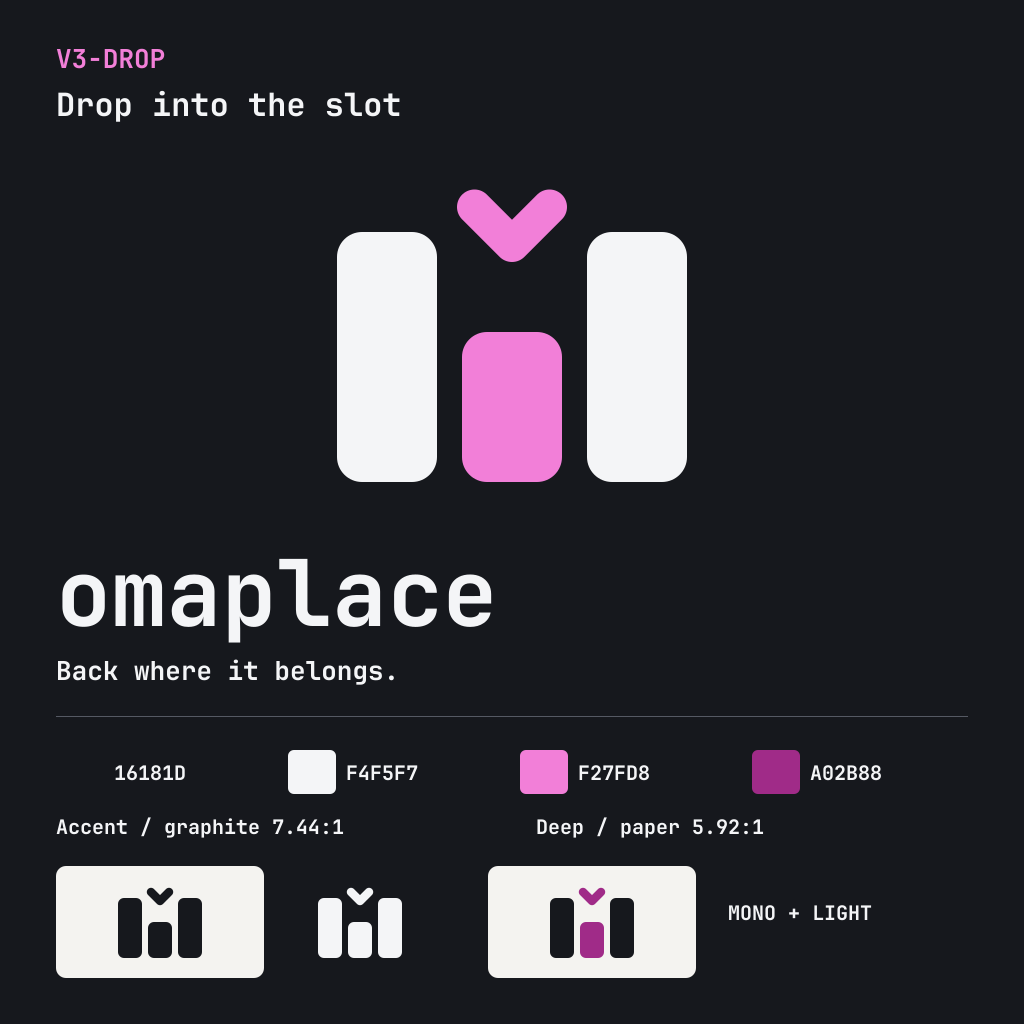 V3-DROP
Drop into the slot
omaplace
Back where it belongs.
16181D F4F5F7 F27FD8 A02B88
Accent / graphite 7.44:1 Deep / paper 5.92:1
MONO + LIGHT